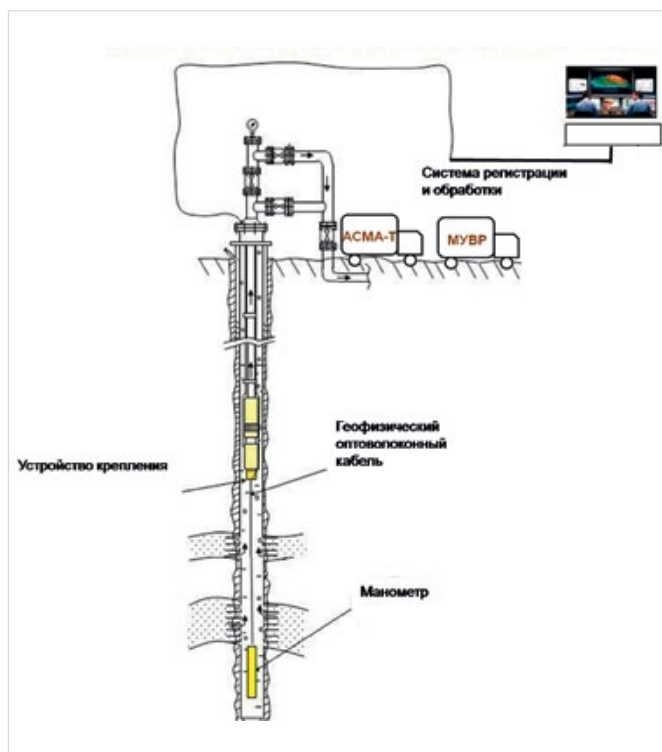 Система регистрации
и обработки
АСМА-Т
МУВР
Геофизический
оптоволоконный
кабель
Устройство крепления
Манометр